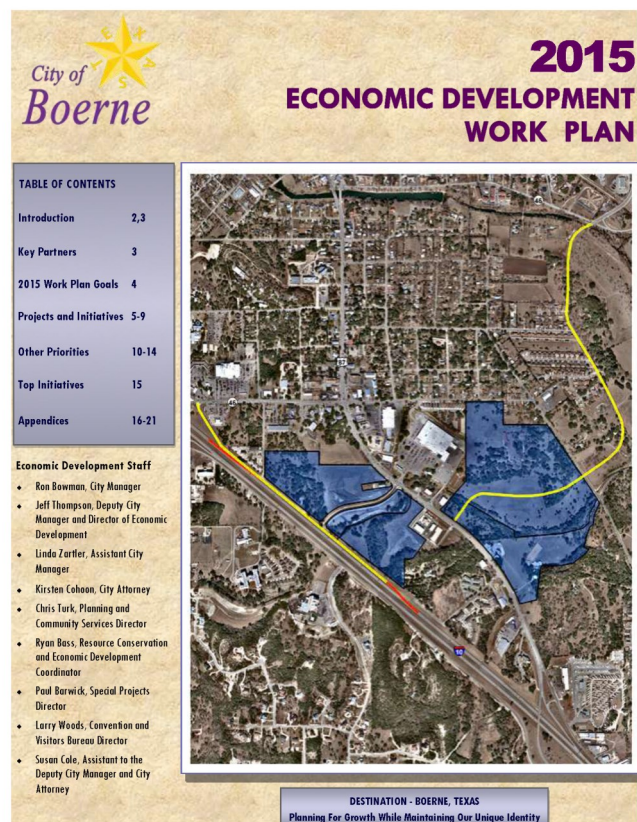 TEXAS
City of
Boerne
2015
ECONOMIC DEVELOPMENT
WORK PLAN
TABLE OF CONTENTS
Introduction 2,3
Key Partners 3
2015 Work Plan Goals 4
Projects and Initiatives 5-9
Other Priorities 10-14
Top Initiatives 15
Appendices 16-21
Economic Development Staff
Ron Bowman, City Manager
Jeff Thompson, Deputy City
Manager and Director of Economic
Development
Linda Zartler, Assistant City
Manager
Kirsten Cohoon, City Attorney
Chris Turk, Planning and
Community Services Director
Ryan Bass, Resource Conservation
and Economic Development
Coordinator
Paul Barwick, Special Projects
Director
Larry Woods, Convention and
Visitors Bureau Director
Susan Cole, Assistant to the
Deputy City Manager and City
Attorney
46
87
46
10
DESTINATION - BOERNE, TEXAS
Planning For Growth While Maintaining Our Unique Identity